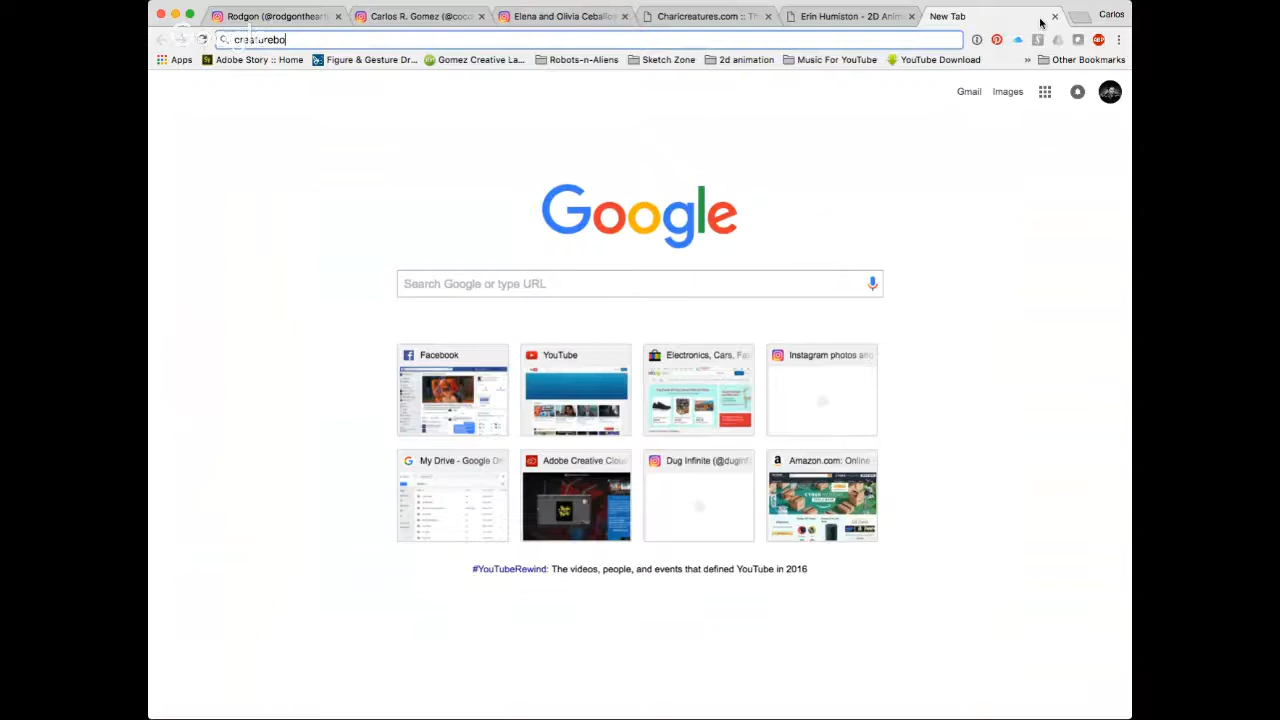 Rodgon (@rodgontheart
Carlos R. Gomez (@coco
Elena and Olivia Ceballos
Charicreatures.com :: Th
Erin Humiston - 2D Anima
New Tab
Carlos
creaturebo
Apps
Adobe Story :: Home
Figure & Gesture Dr...
Gomez Creative La...
Robots-n-Aliens
Sketch Zone
2d animation
Music For YouTube
YouTube Download
»
Other Bookmarks
Gmail
Images
Google
Search Google or type URL
Facebook
YouTube
Electronics, Cars, Fa
Instagram photos an
My Drive - Google Dr
Adobe Creative Clou
Dug Infinite (@duginf
Amazon.com: Online
#YouTubeRewind: The videos, people, and events that defined YouTube in 2016